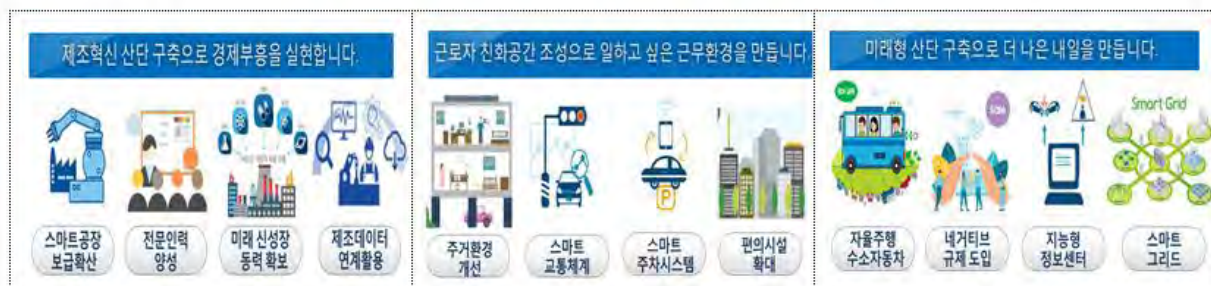 제조혁신 산단 구축으로 경제부흥을 실현합니다.
스마트공장
보급확산
전문인력
양성
미래 신성장
동력 확보
제조데이터
연계활용
근로자 친화공간 조성으로 일하고 싶은 근무환경을 만듭니다.
P
주거환경
개선
스마트
교통체계
스마트
주차시스템
편의시설
확대
미래형 산단 구축으로 더 나은 내일을 만듭니다.
Smart Grid
자율주행
수소자동차
네거티브
규제 도입
지능형
정보센터
스마트
그리드